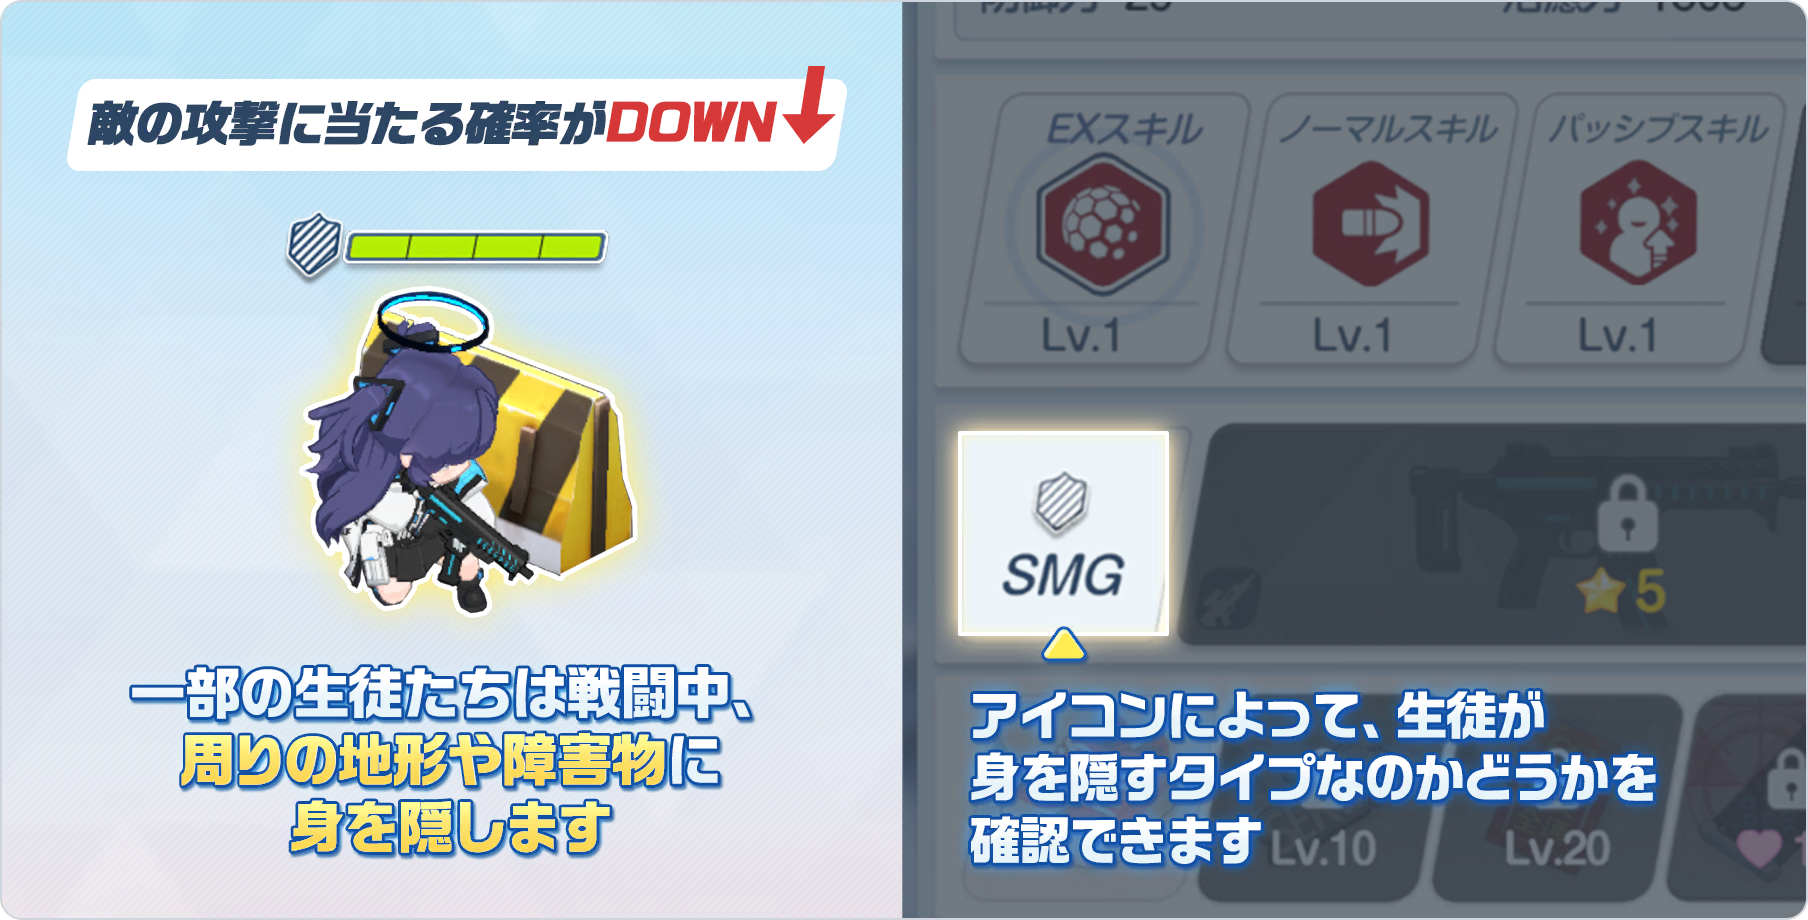 敵の攻撃に当たる確率がDOWN
一部の生徒たちは戦闘中、
周りの地形や障害物に
身を隠します
EXスキル
ノーマルスキル
パッシブスキル
Lv.1
Lv.1
Lv.1
SMG
5
アイコンによって、生徒が
身を隠すタイプなのかどうかを
確認できます
Lv.10
Lv.20